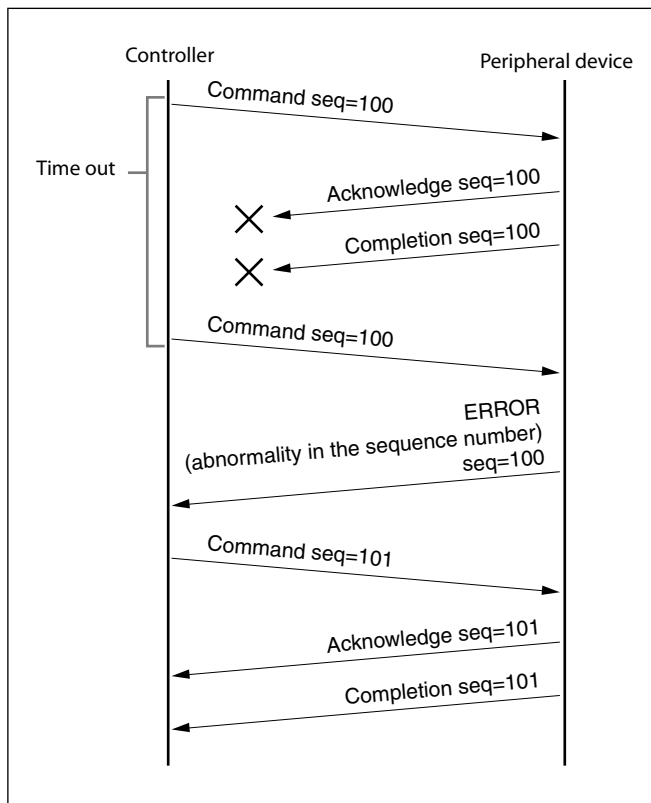 Controller
Peripheral device
Command seq=100
Time out
Acknowledge seq=100
Completion seq=100
Command seq=100
ERROR
(abnormality in the sequence number)
seq=100
Command seq=101
Acknowledge seq=101
Completion seq=101